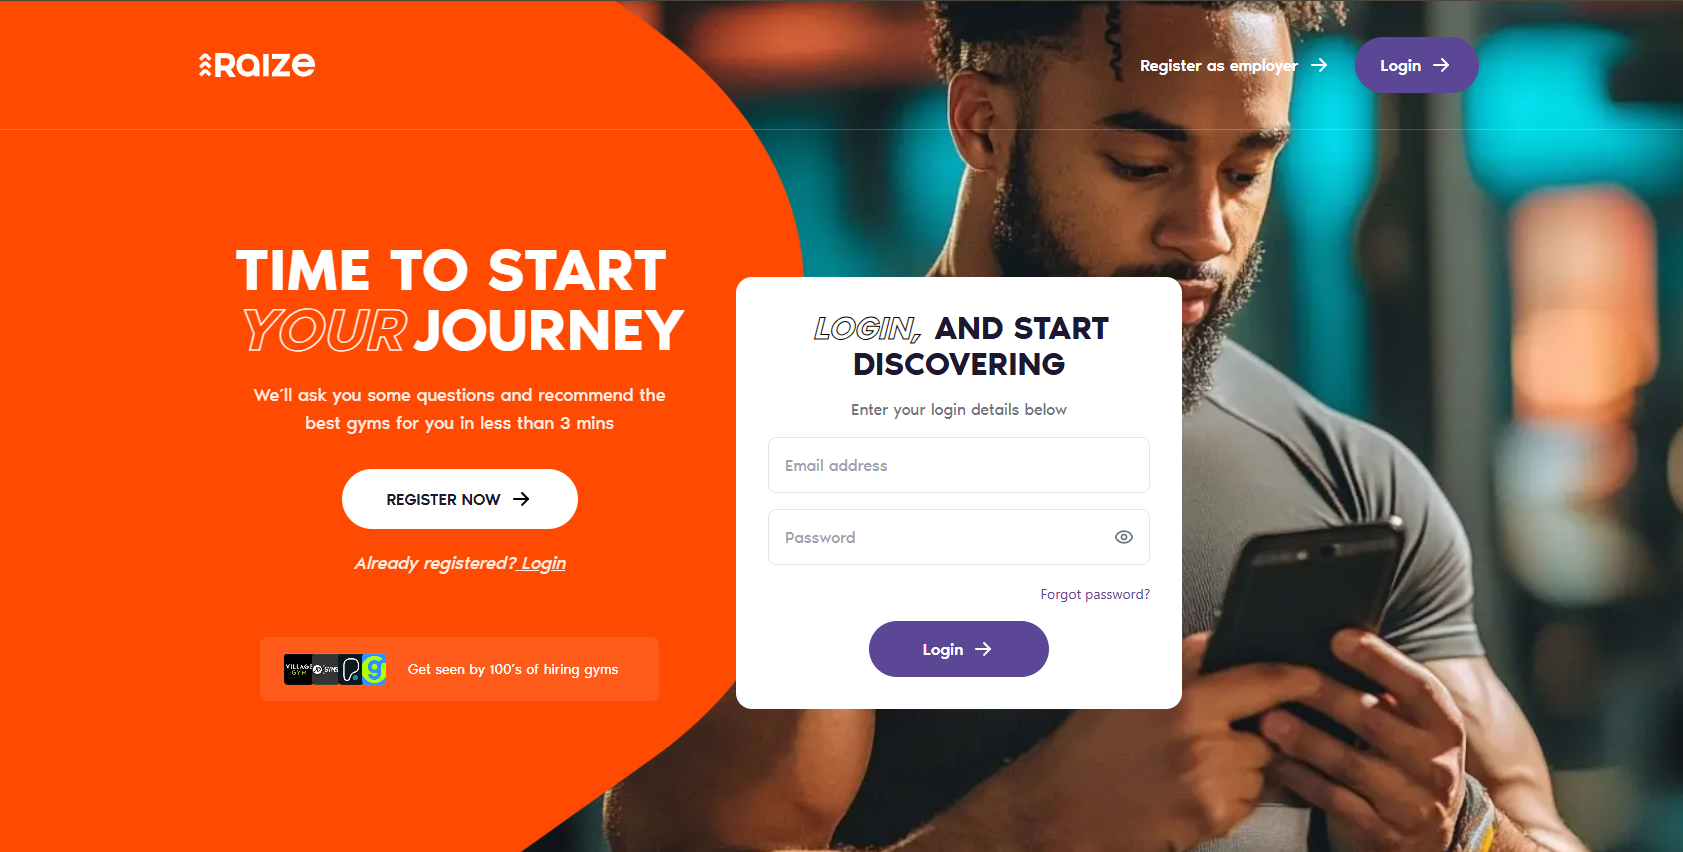 Raize
Register as employer
Login
TIME TO START
YOUR JOURNEY
We'll ask you some questions and recommend the
best gyms for you in less than 3 mins
REGISTER NOW
Already registered? Login
VILLAGE
GYM
GYMS
Get seen by 100's of hiring gyms
LOGIN, AND START
DISCOVERING
Enter your login details below
Email address
Password
Forgot password?
Login